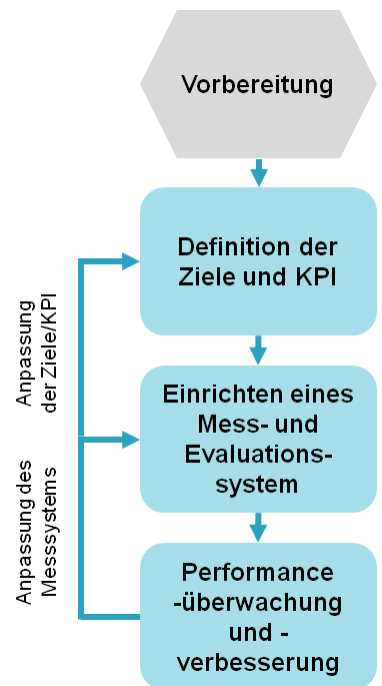 Vorbereitung
Definition der
Ziele und KPI
Anpassung
der Ziele/KPI
Einrichten eines
Mess- und
Evaluations-
system
Anpassung des
Messsystems
Performance
-überwachung
und -
verbesserung